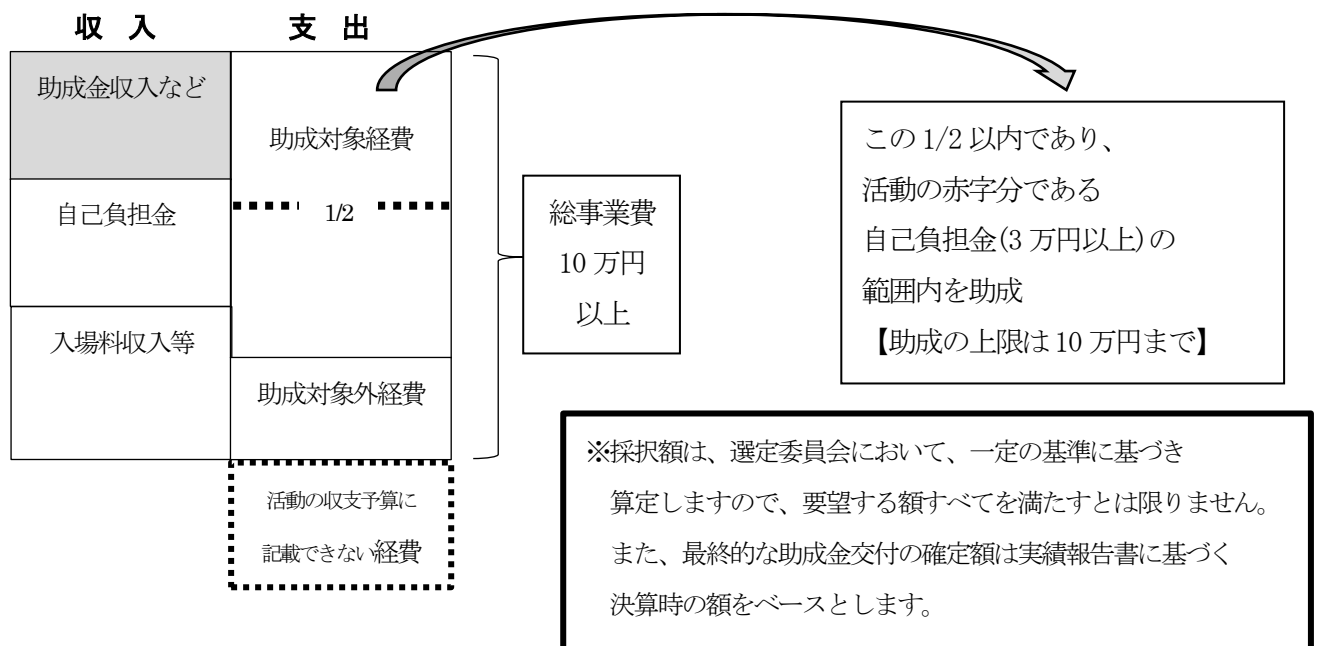 収 入
支 出
助成金収入など
自己負担金
入場料収入等
助成対象経費
1/2
助成対象外経費
活動の収支予算に
記載できない経費
総事業費
10 万円
以上
この 1/2 以内であり、
活動の赤字分である
自己負担金(3 万円以上)の
範囲内を助成
【助成の上限は 10 万円まで】
※採択額は、選定委員会において、一定の基準に基づき
算定しますので、要望する額すべてを満たすとは限りません。
また、最終的な助成金交付の確定額は実績報告書に基づく
決算時の額をベースとします。